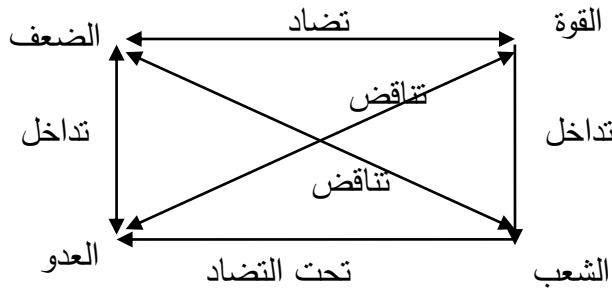 القوة
تضاد
الضعف
تناقض
تداخل
تداخل
تناقض
الشعب
تحت التضاد
العدو